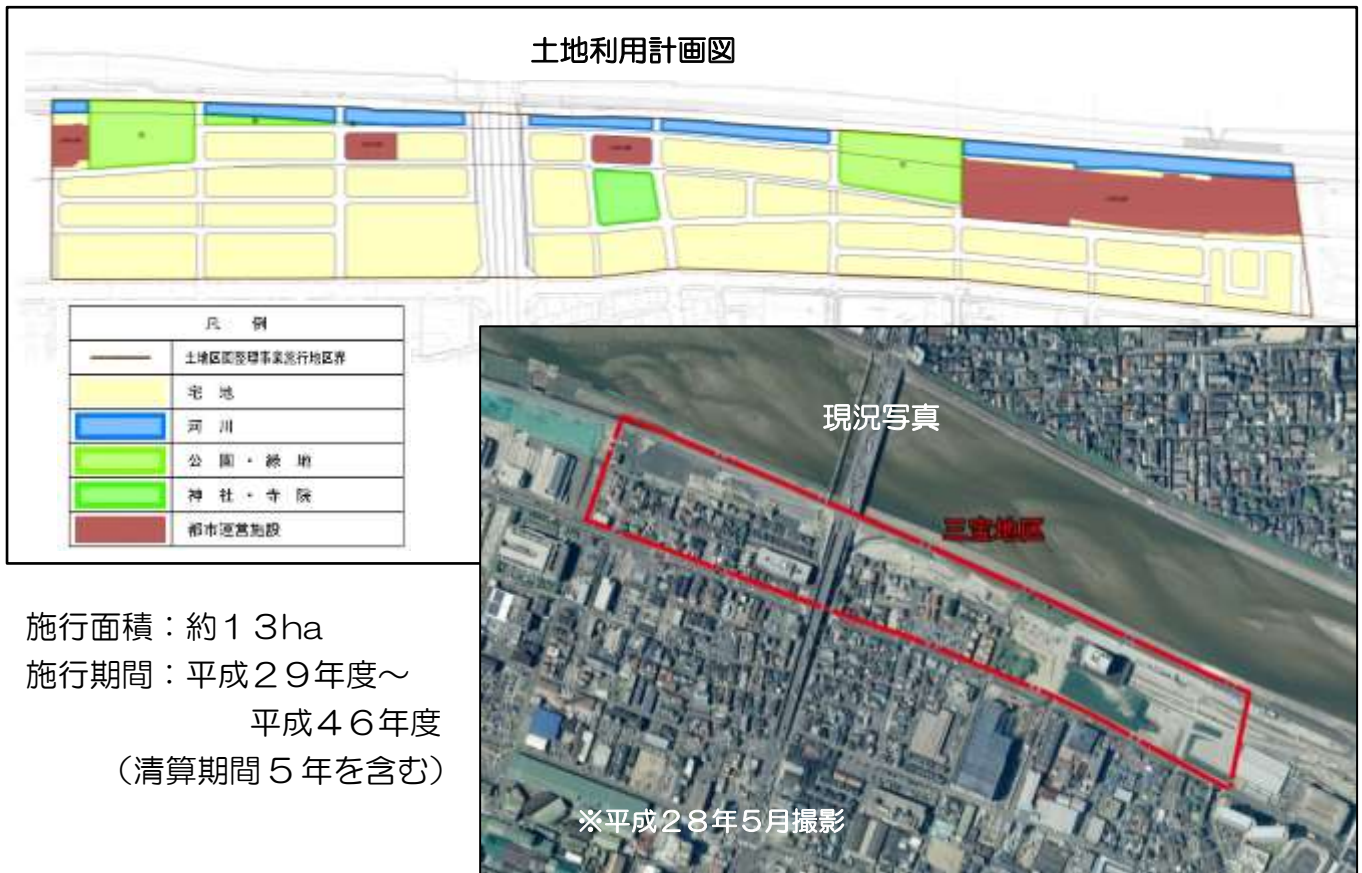 土地利用計画図
凡 例
土地区画整理事業施行地区界
宅 地
河 川
公 園 ・ 緑 地
神 社 ・ 寺 院
都市運営施設
現況写真
三宝地区
※平成28年5月撮影
施行面積：約13ha
施行期間：平成29年度～
平成46年度
（清算期間5年を含む）